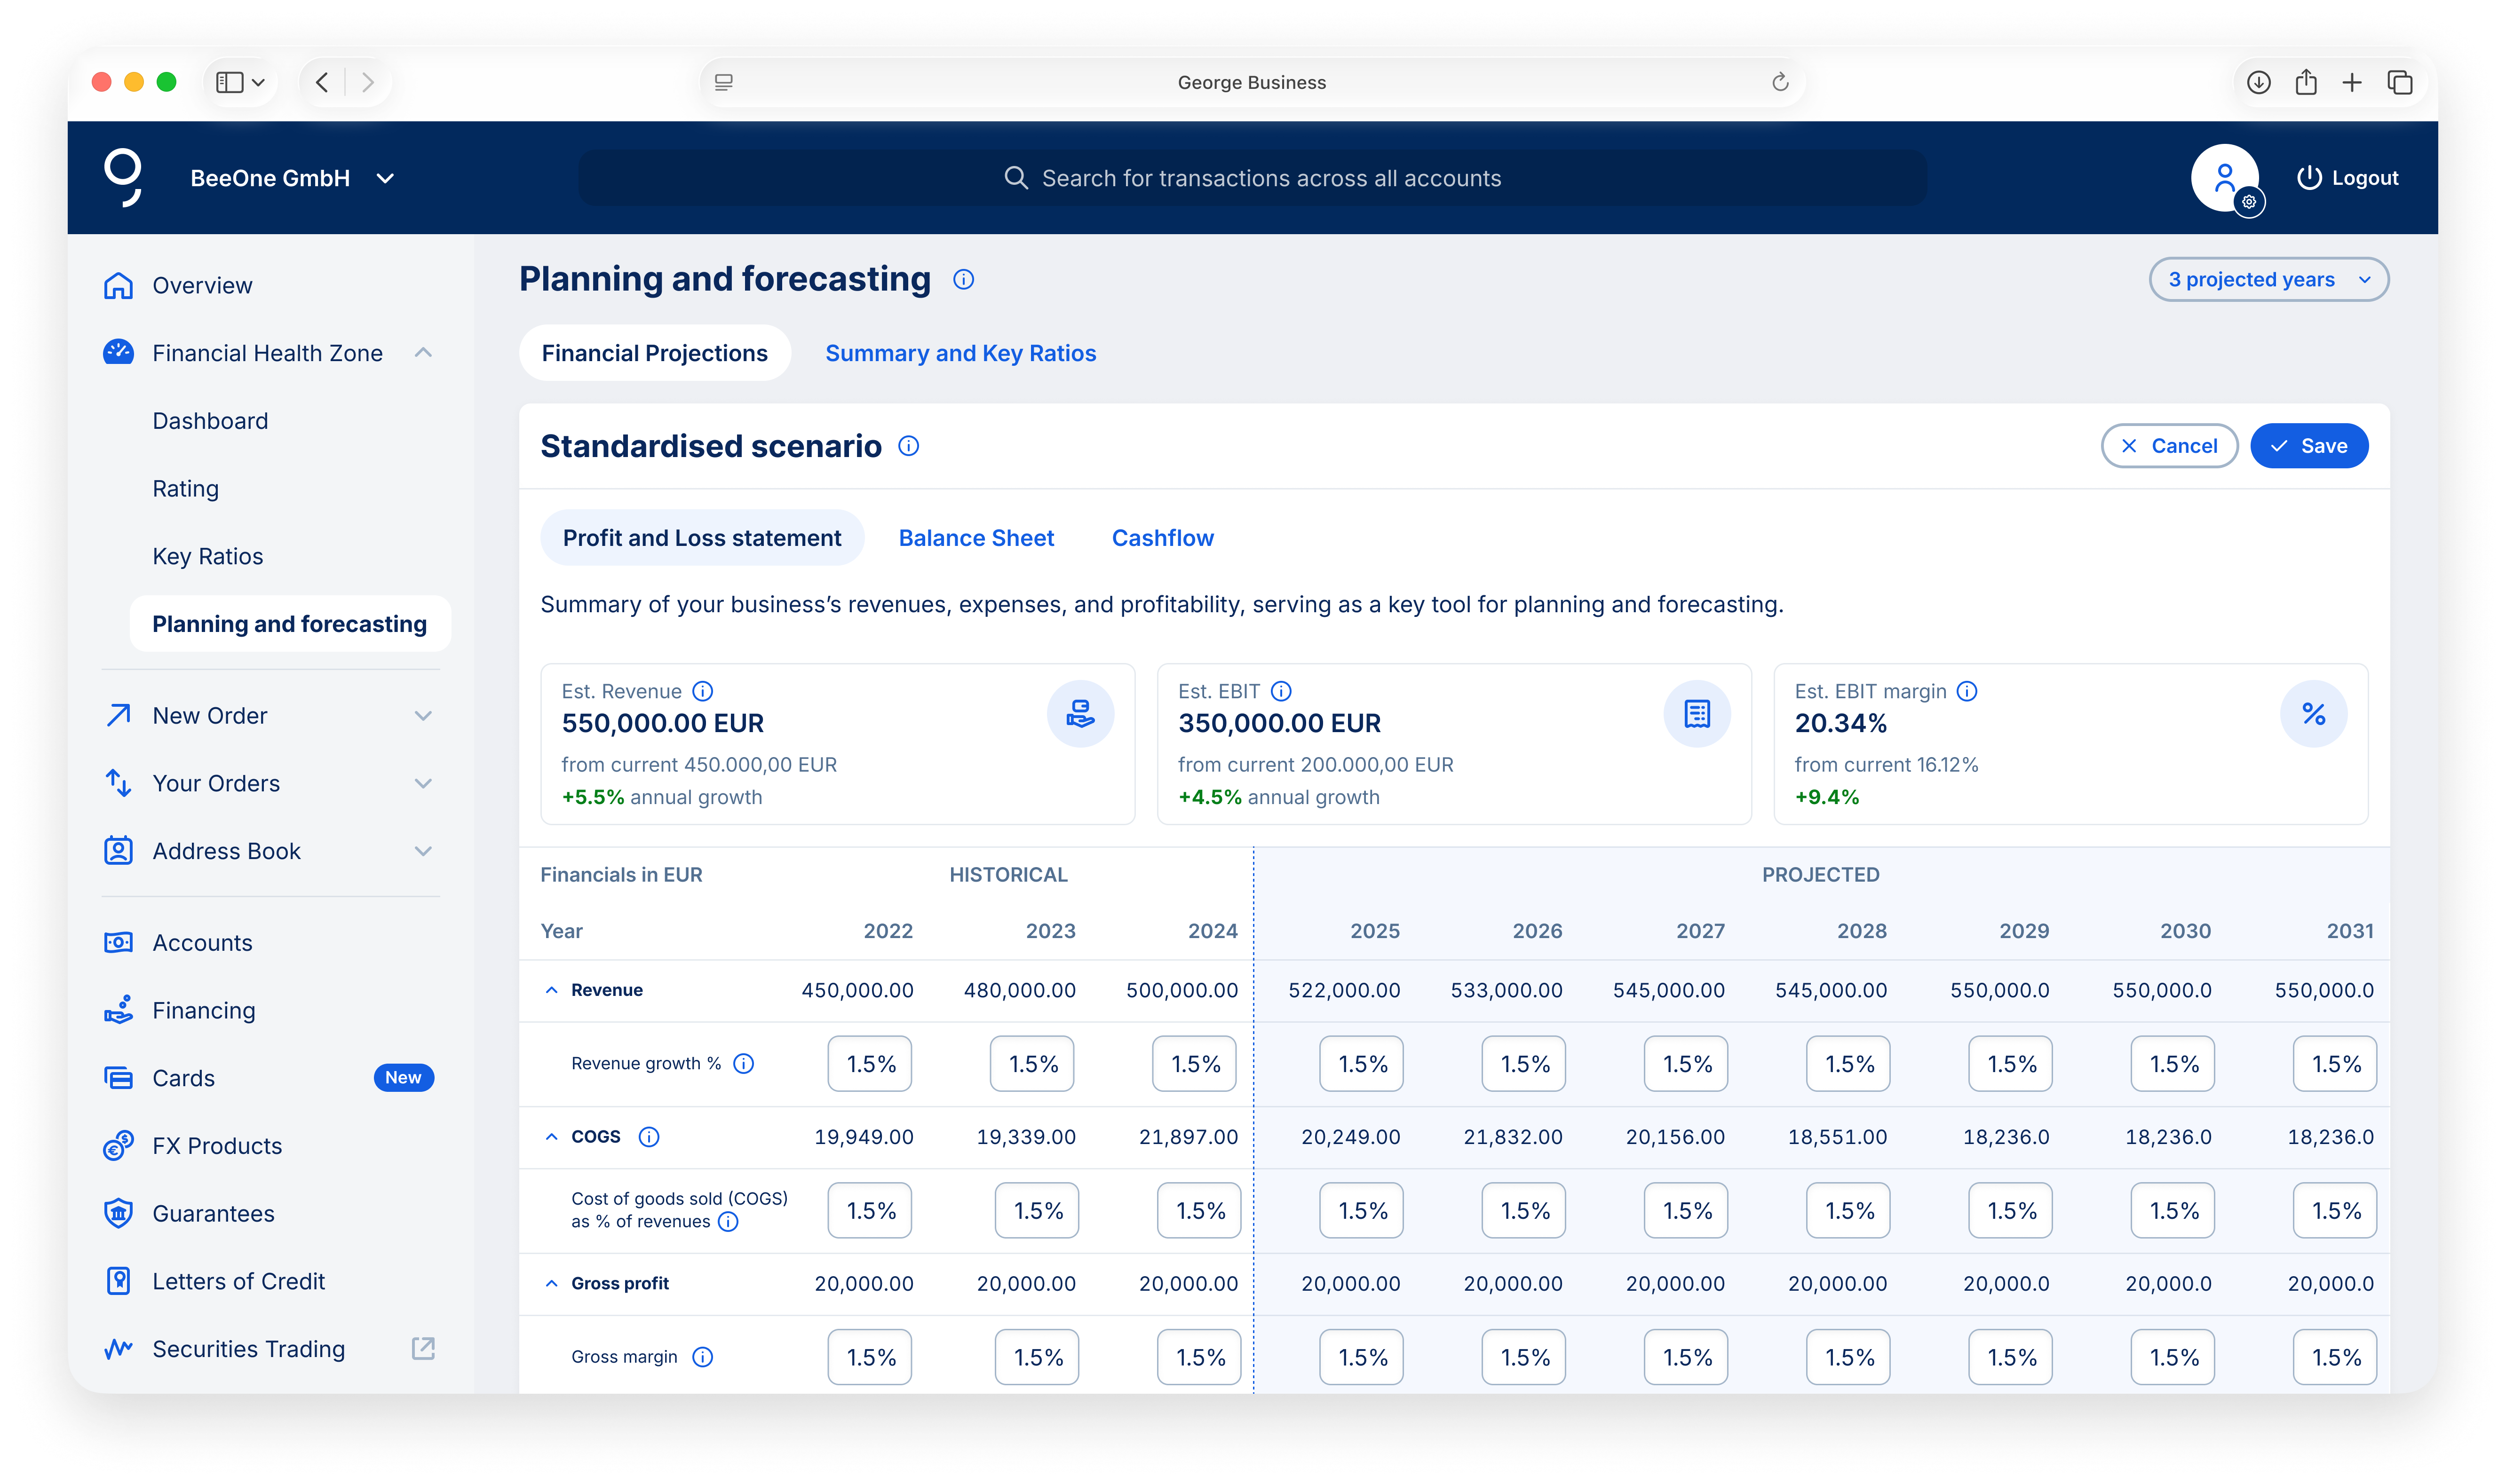 George Business
BeeOne GmbH
Search for transactions across all accounts
Logout
Overview
Financial Health Zone
Dashboard
Rating
Key Ratios
Planning and forecasting
New Order
Your Orders
Address Book
Accounts
Financing
Cards New
FX Products
Guarantees
Letters of Credit
Securities Trading
Planning and forecasting
3 projected years
Financial Projections Summary and Key Ratios
Standardised scenario
Cancel Save
Profit and Loss statement Balance Sheet Cashflow
Summary of your business’s revenues, expenses, and profitability, serving as a key tool for planning and forecasting.
Est. Revenue
550,000.00 EUR
from current 450.000,00 EUR
+5.5% annual growth
Est. EBIT
350,000.00 EUR
from current 200.000,00 EUR
+4.5% annual growth
Est. EBIT margin
20.34%
from current 16.12%
+9.4%
Financials in EUR HISTORICAL PROJECTED
Year 2022 2023 2024 2025 2026 2027 2028 2029 2030 2031
Revenue 450,000.00 480,000.00 500,000.00 522,000.00 533,000.00 545,000.00 545,000.00 550,000.0 550,000.0 550,000.0
Revenue growth % 1.5% 1.5% 1.5% 1.5% 1.5% 1.5% 1.5% 1.5% 1.5% 1.5%
COGS 19,949.00 19,339.00 21,897.00 20,249.00 21,832.00 20,156.00 18,551.00 18,236.0 18,236.0 18,236.0
Cost of goods sold (COGS)
as % of revenues 1.5% 1.5% 1.5% 1.5% 1.5% 1.5% 1.5% 1.5% 1.5% 1.5%
Gross profit 20,000.00 20,000.00 20,000.00 20,000.00 20,000.00 20,000.00 20,000.00 20,000.0 20,000.0 20,000.0
Gross margin 1.5% 1.5% 1.5% 1.5% 1.5% 1.5% 1.5% 1.5% 1.5% 1.5%